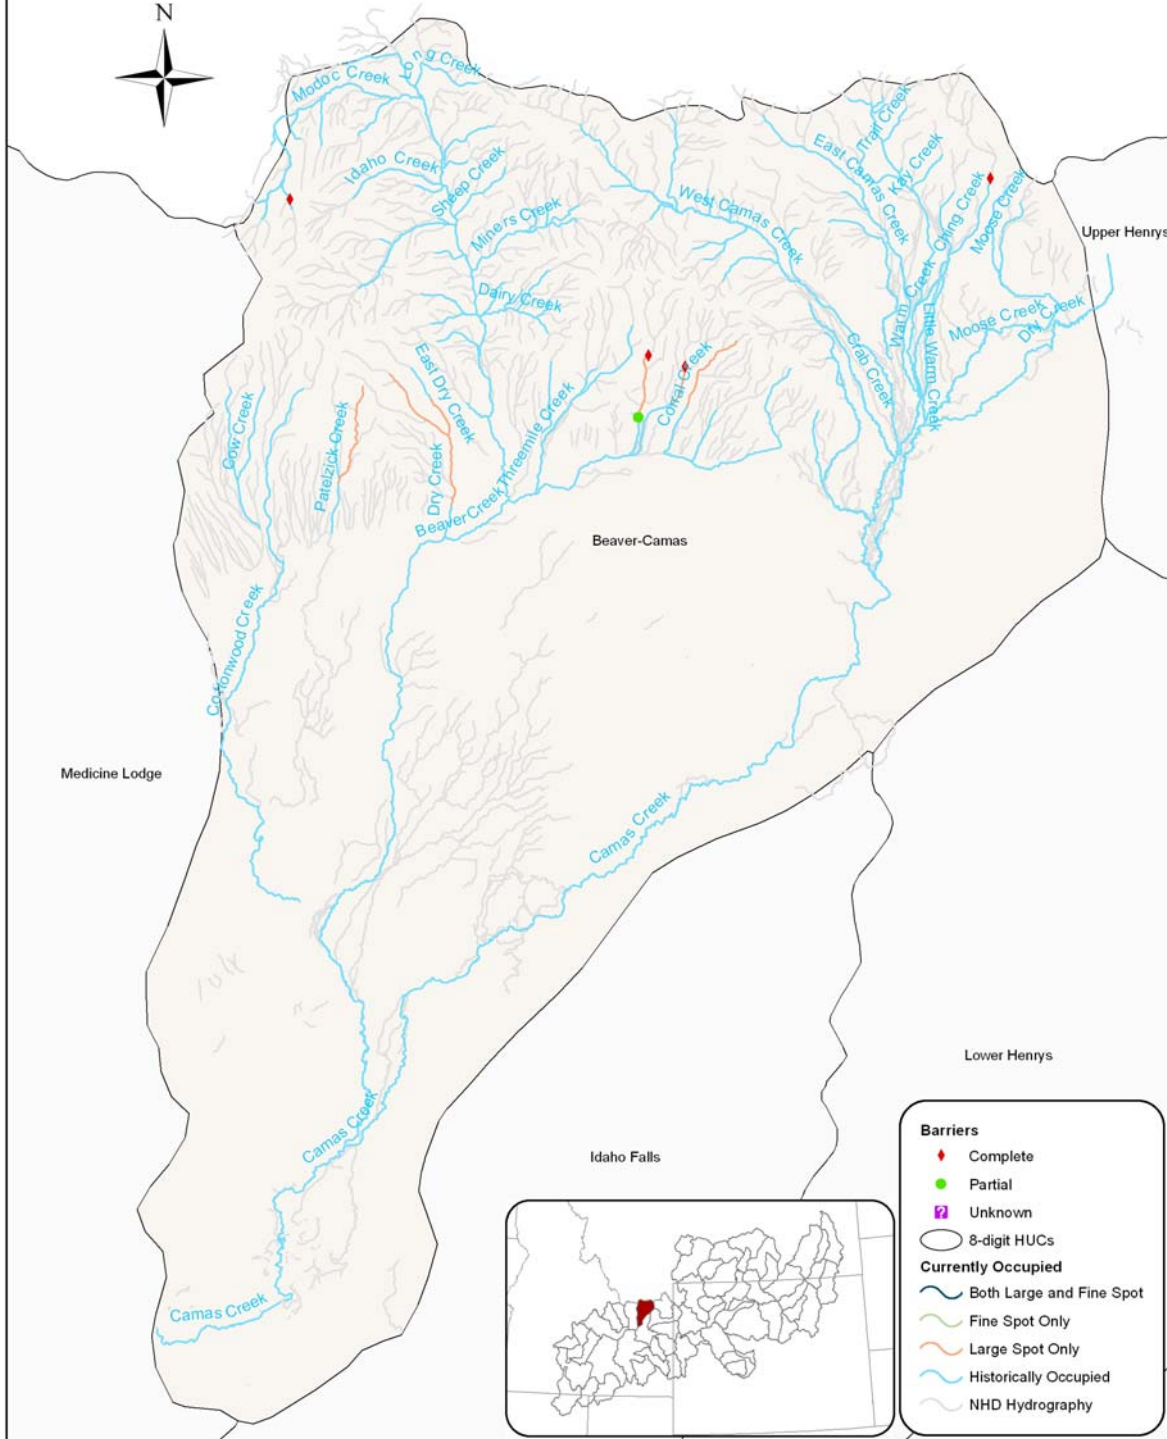 N
Long Creek
Modoc Creek
Trail Creek
East Camas Creek
Kay Creek
Idaho Creek
Sheep Creek
Ching Creek
Moose Creek
West Camas Creek
Miners Creek
Upper Henrys
Dairy Creek
Warm Creek
Little Warm Creek
Moose Creek
Dry Creek
East Dry Creek
Crab Creek
Corral Creek
Threemile Creek
Cow Creek
Patelzick Creek
Dry Creek
Beaver Creek
Beaver-Camas
Cottonwood Creek
Medicine Lodge
Camas Creek
Lower Henrys
Camas Creek
Idaho Falls
Camas Creek
Barriers
Complete
Partial
?
Unknown
8-digit HUCs
Currently Occupied
Both Large and Fine Spot
Fine Spot Only
Large Spot Only
Historically Occupied
NHD Hydrography